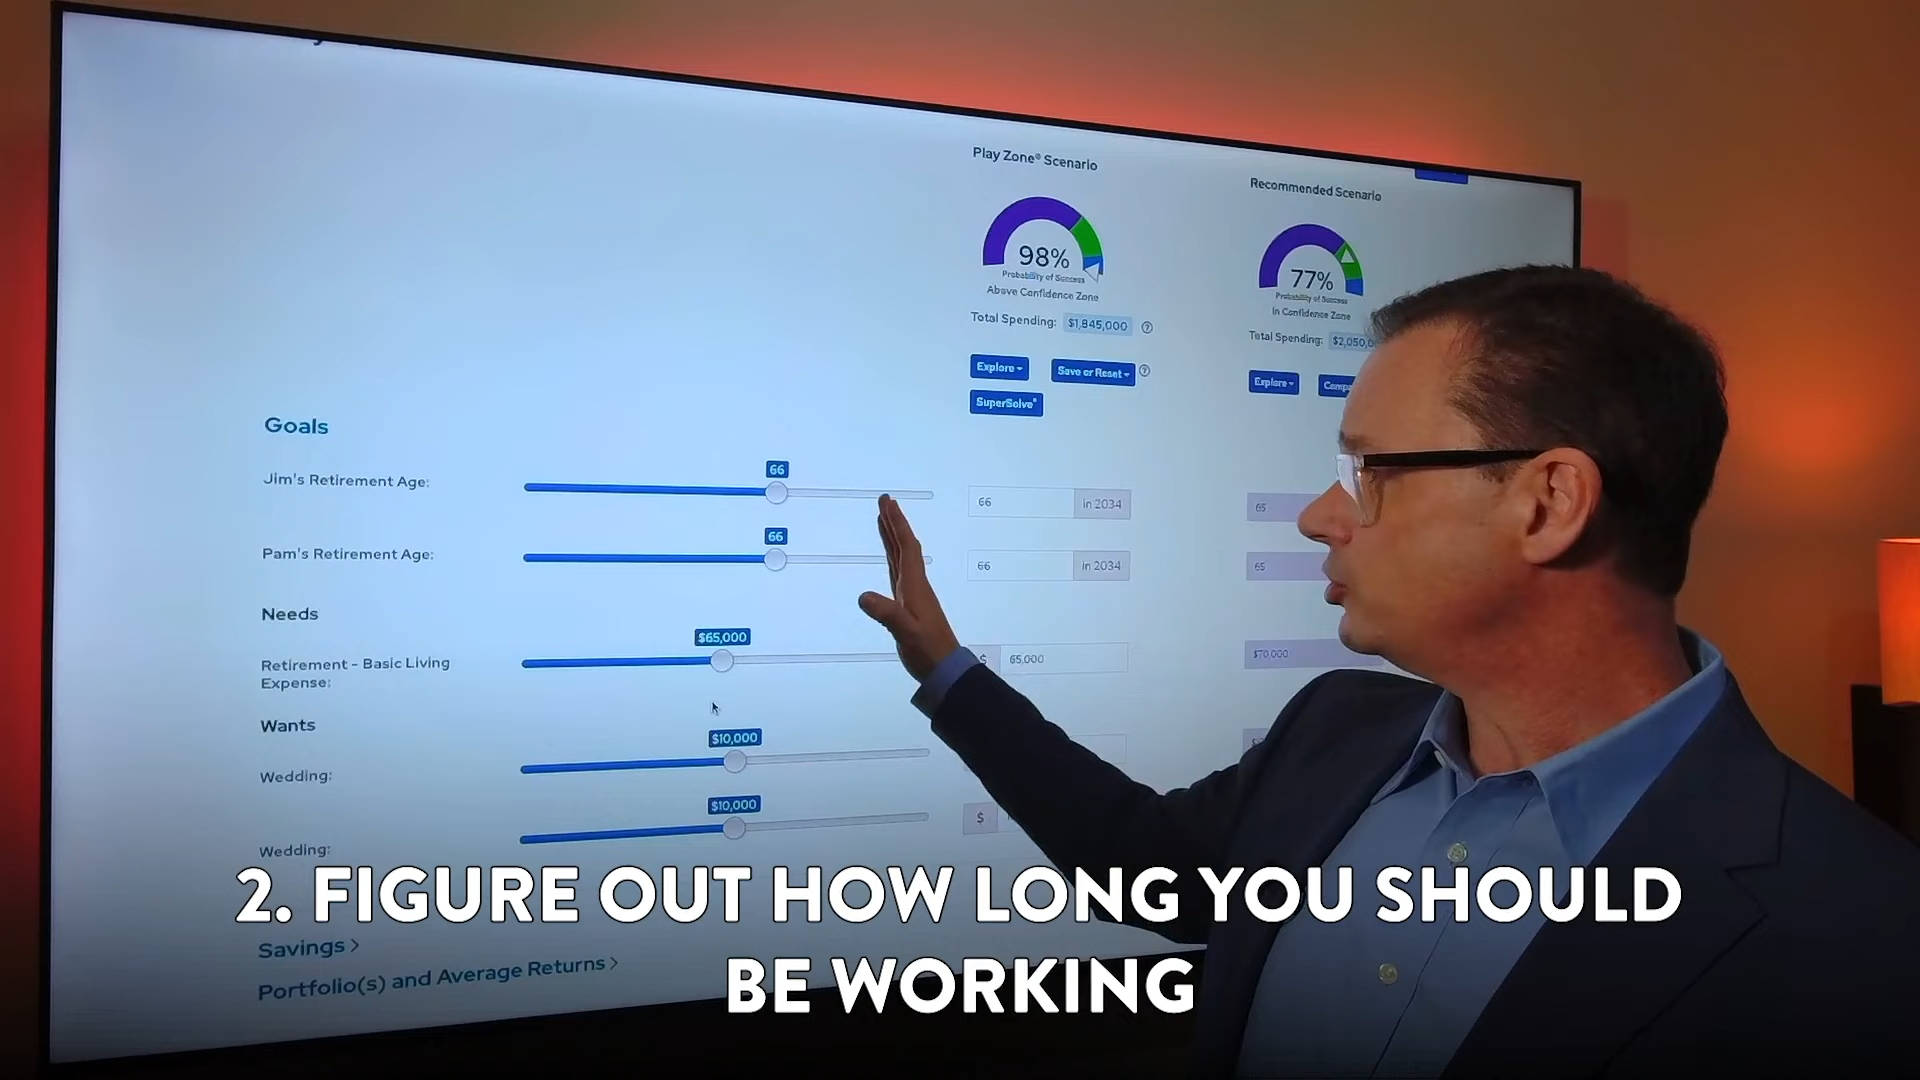 Play Zone® Scenario
98%
Probability of Success
Above Confidence Zone
Total Spending: $1,845,000
Explore
Save or Reset
SuperSolve®
Recommended Scenario
77%
Probability of Success
In Confidence Zone
Total Spending:
Explore
Goals
Jim's Retirement Age:
66
66 in 2034
65
Pam's Retirement Age:
66
66 in 2034
65
Needs
Retirement - Basic Living
Expense:
$65,000
$ 65,000
$70,000
Wants
Wedding:
$10,000
Wedding:
$10,000
$
Savings >
Portfolio(s) and Average Returns >
2. FIGURE OUT HOW LONG YOU SHOULD
BE WORKING